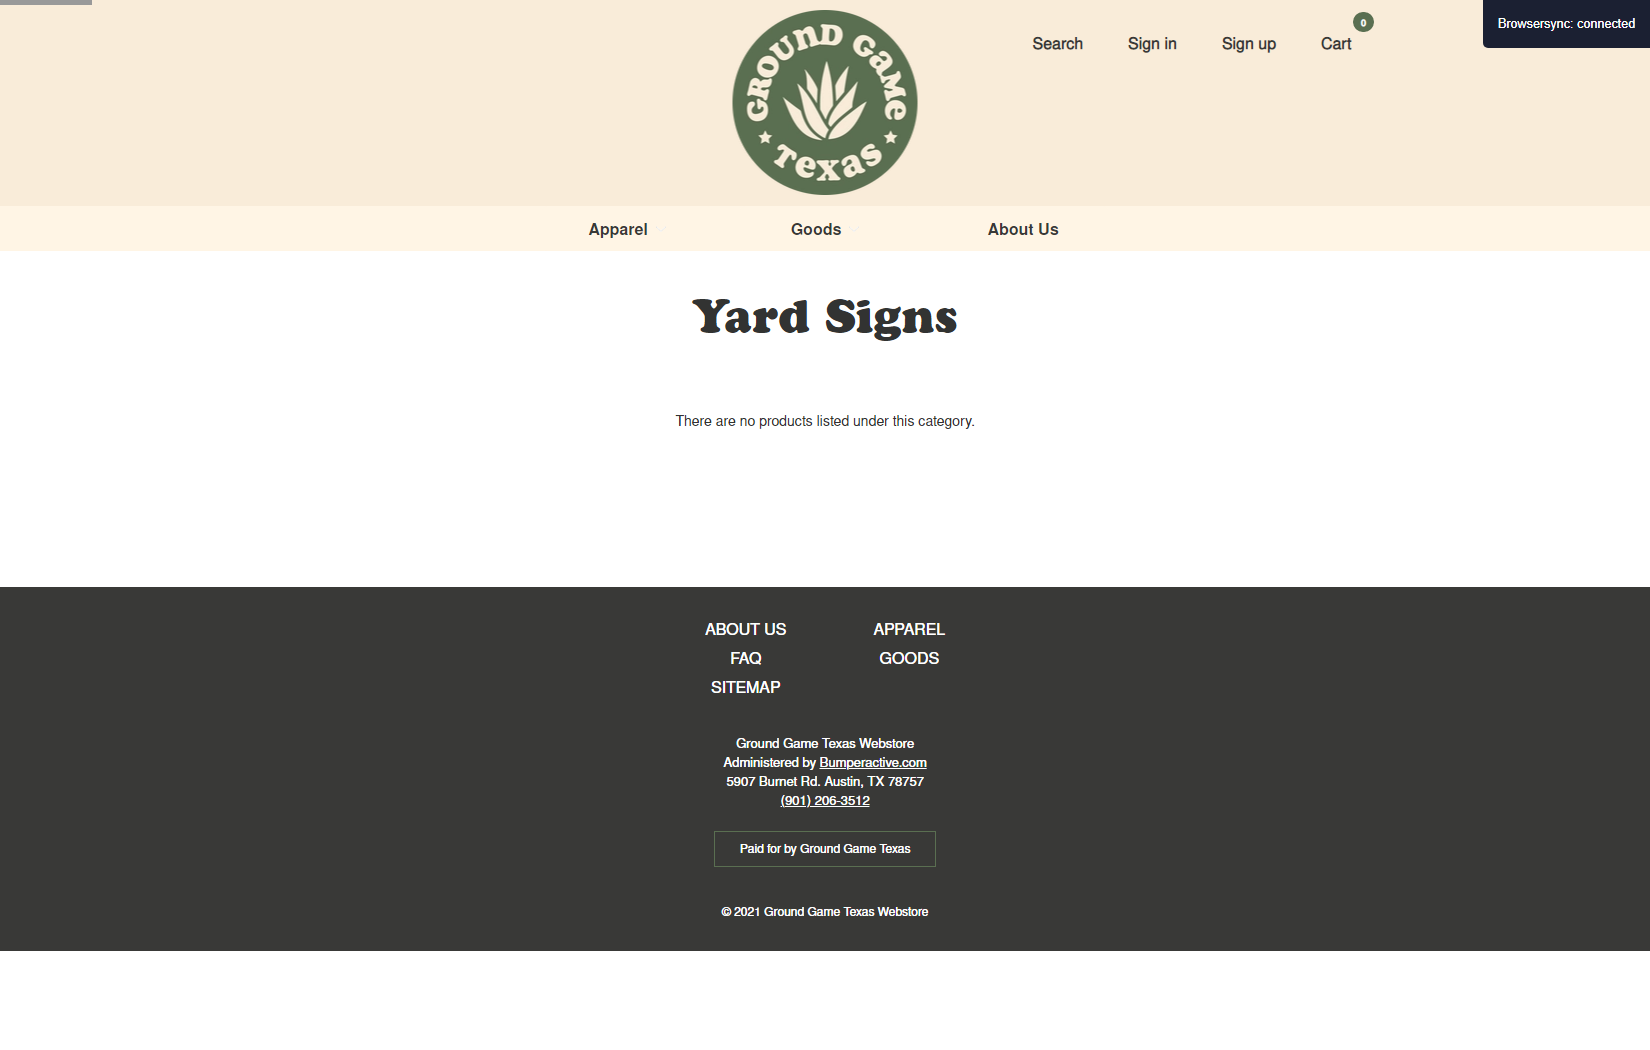 GROUND GAME
TEXAS
Search
Sign in
Sign up
Cart
0
Browsersync: connected
Apparel
Goods
About Us
Yard Signs
There are no products listed under this category.
ABOUT US
FAQ
SITEMAP
APPAREL
GOODS
Ground Game Texas Webstore
Administered by Bumperactive.com
5907 Burnet Rd. Austin, TX 78757
(901) 206-3512
Paid for by Ground Game Texas
© 2021 Ground Game Texas Webstore